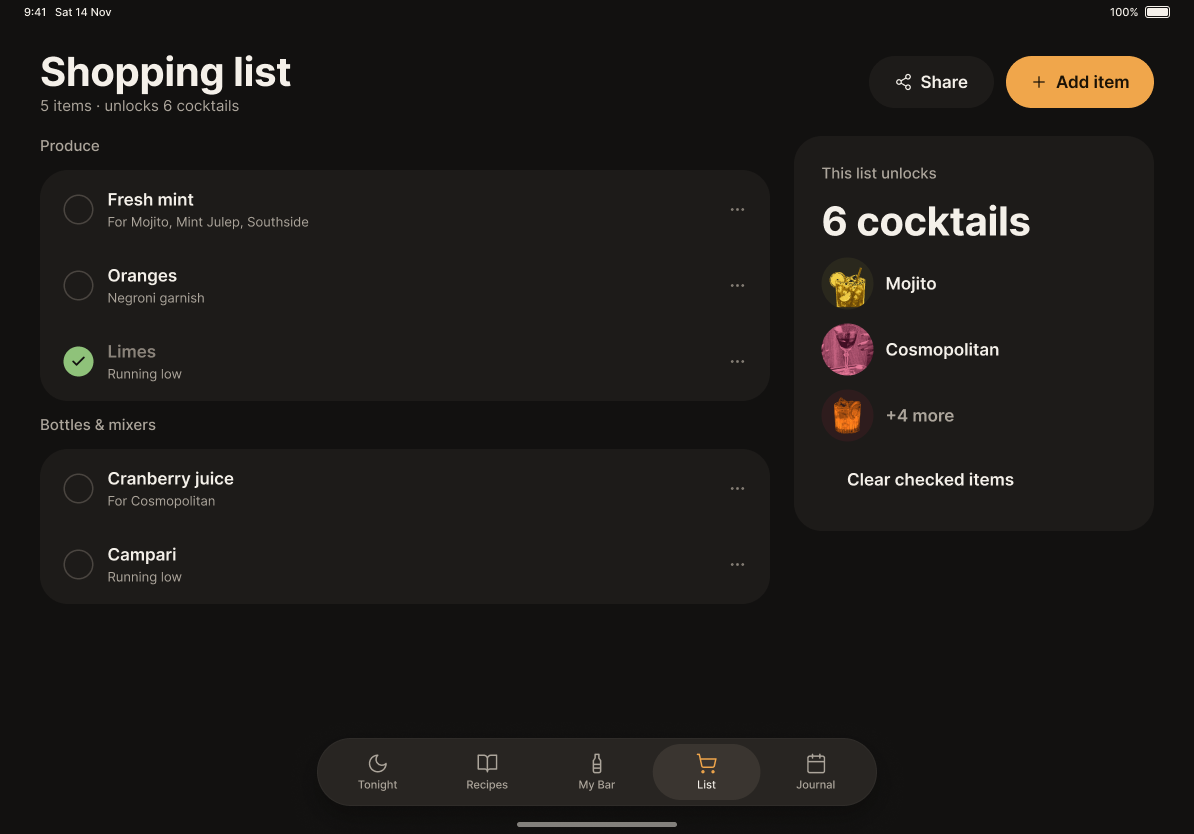 9:41 Sat 14 Nov
100%
Shopping list
5 items · unlocks 6 cocktails
Share
+ Add item
Produce
Fresh mint
For Mojito, Mint Julep, Southside
Oranges
Negroni garnish
Limes
Running low
Bottles & mixers
Cranberry juice
For Cosmopolitan
Campari
Running low
This list unlocks
6 cocktails
Mojito
Cosmopolitan
+4 more
Clear checked items
Tonight
Recipes
My Bar
List
Journal